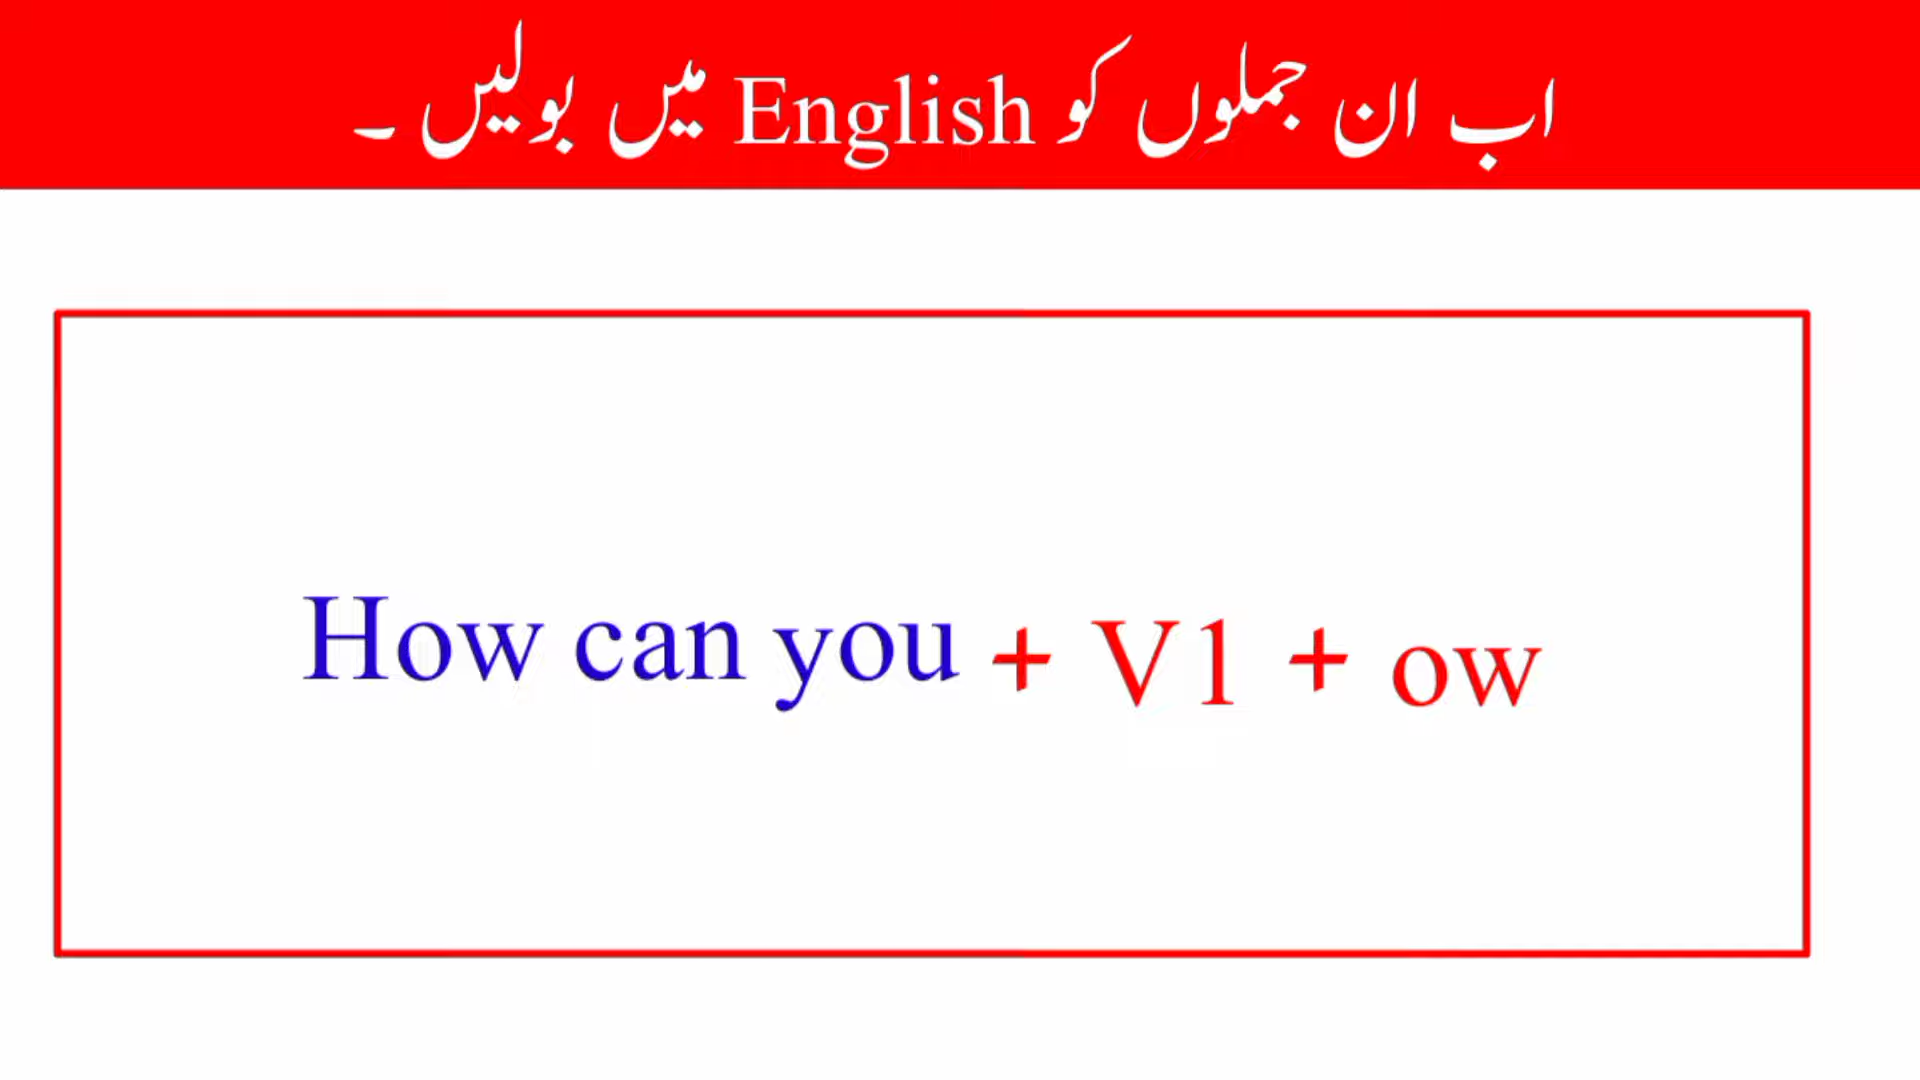 اب ان جملوں کو English میں بولیں ۔
How can you + V1 + ow